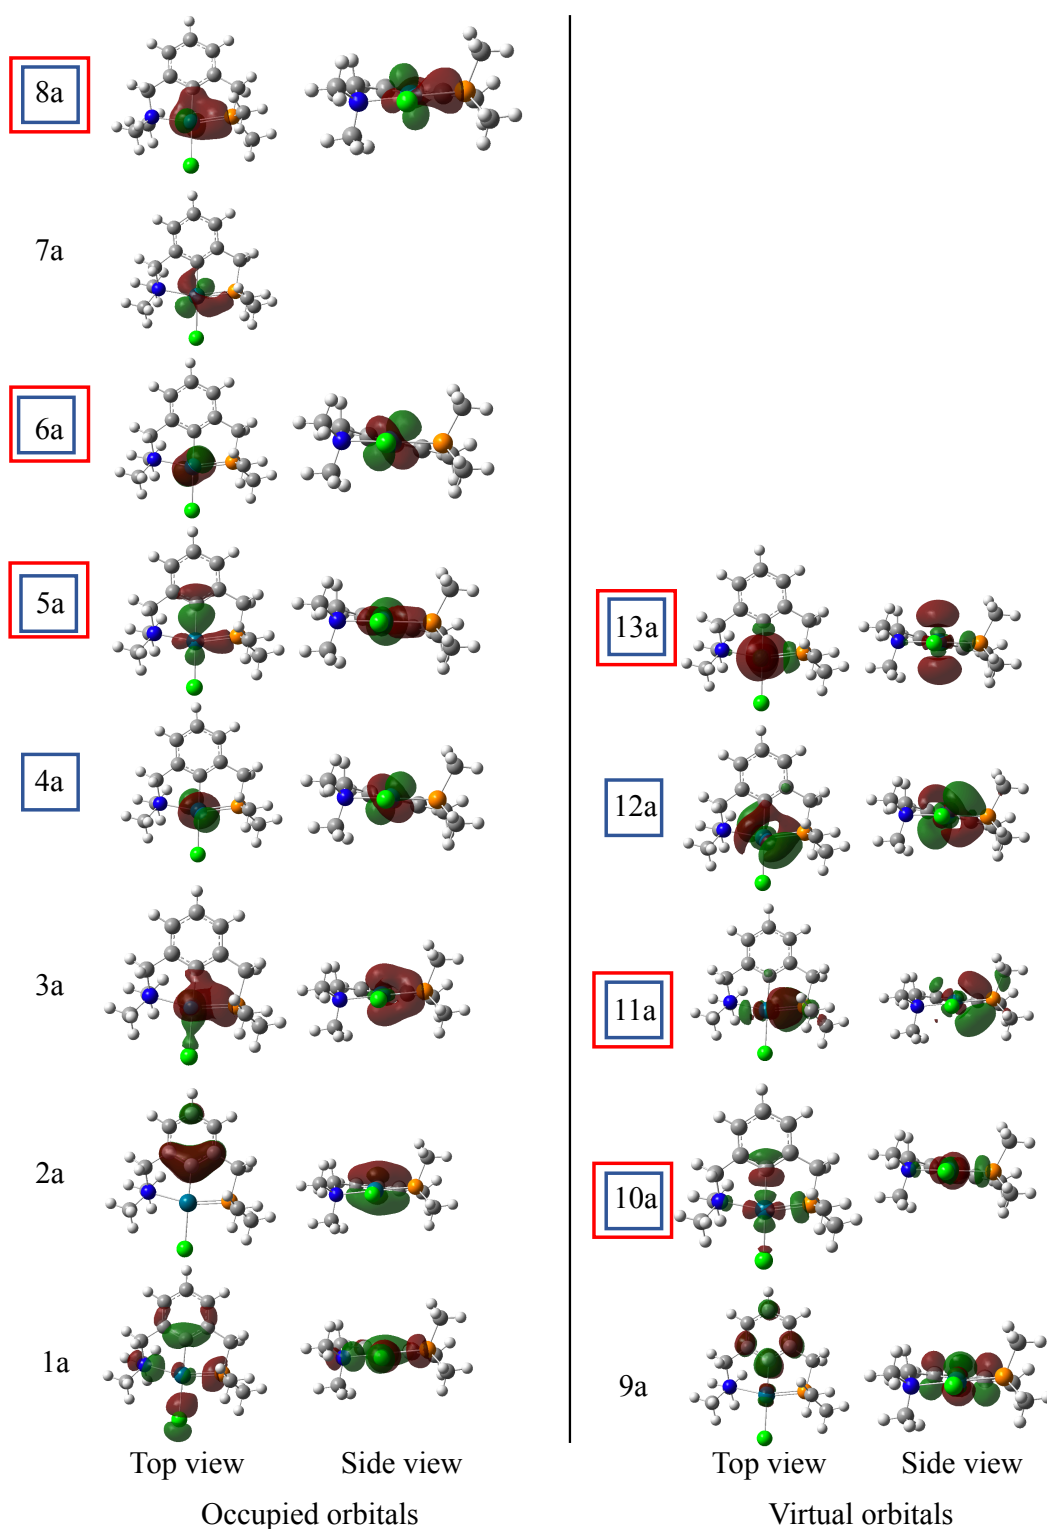 8a
7a
6a
5a
4a
3a
2a
1a
13a
12a
11a
10a
9a
Top view Side view
Top view Side view
Occupied orbitals
Virtual orbitals